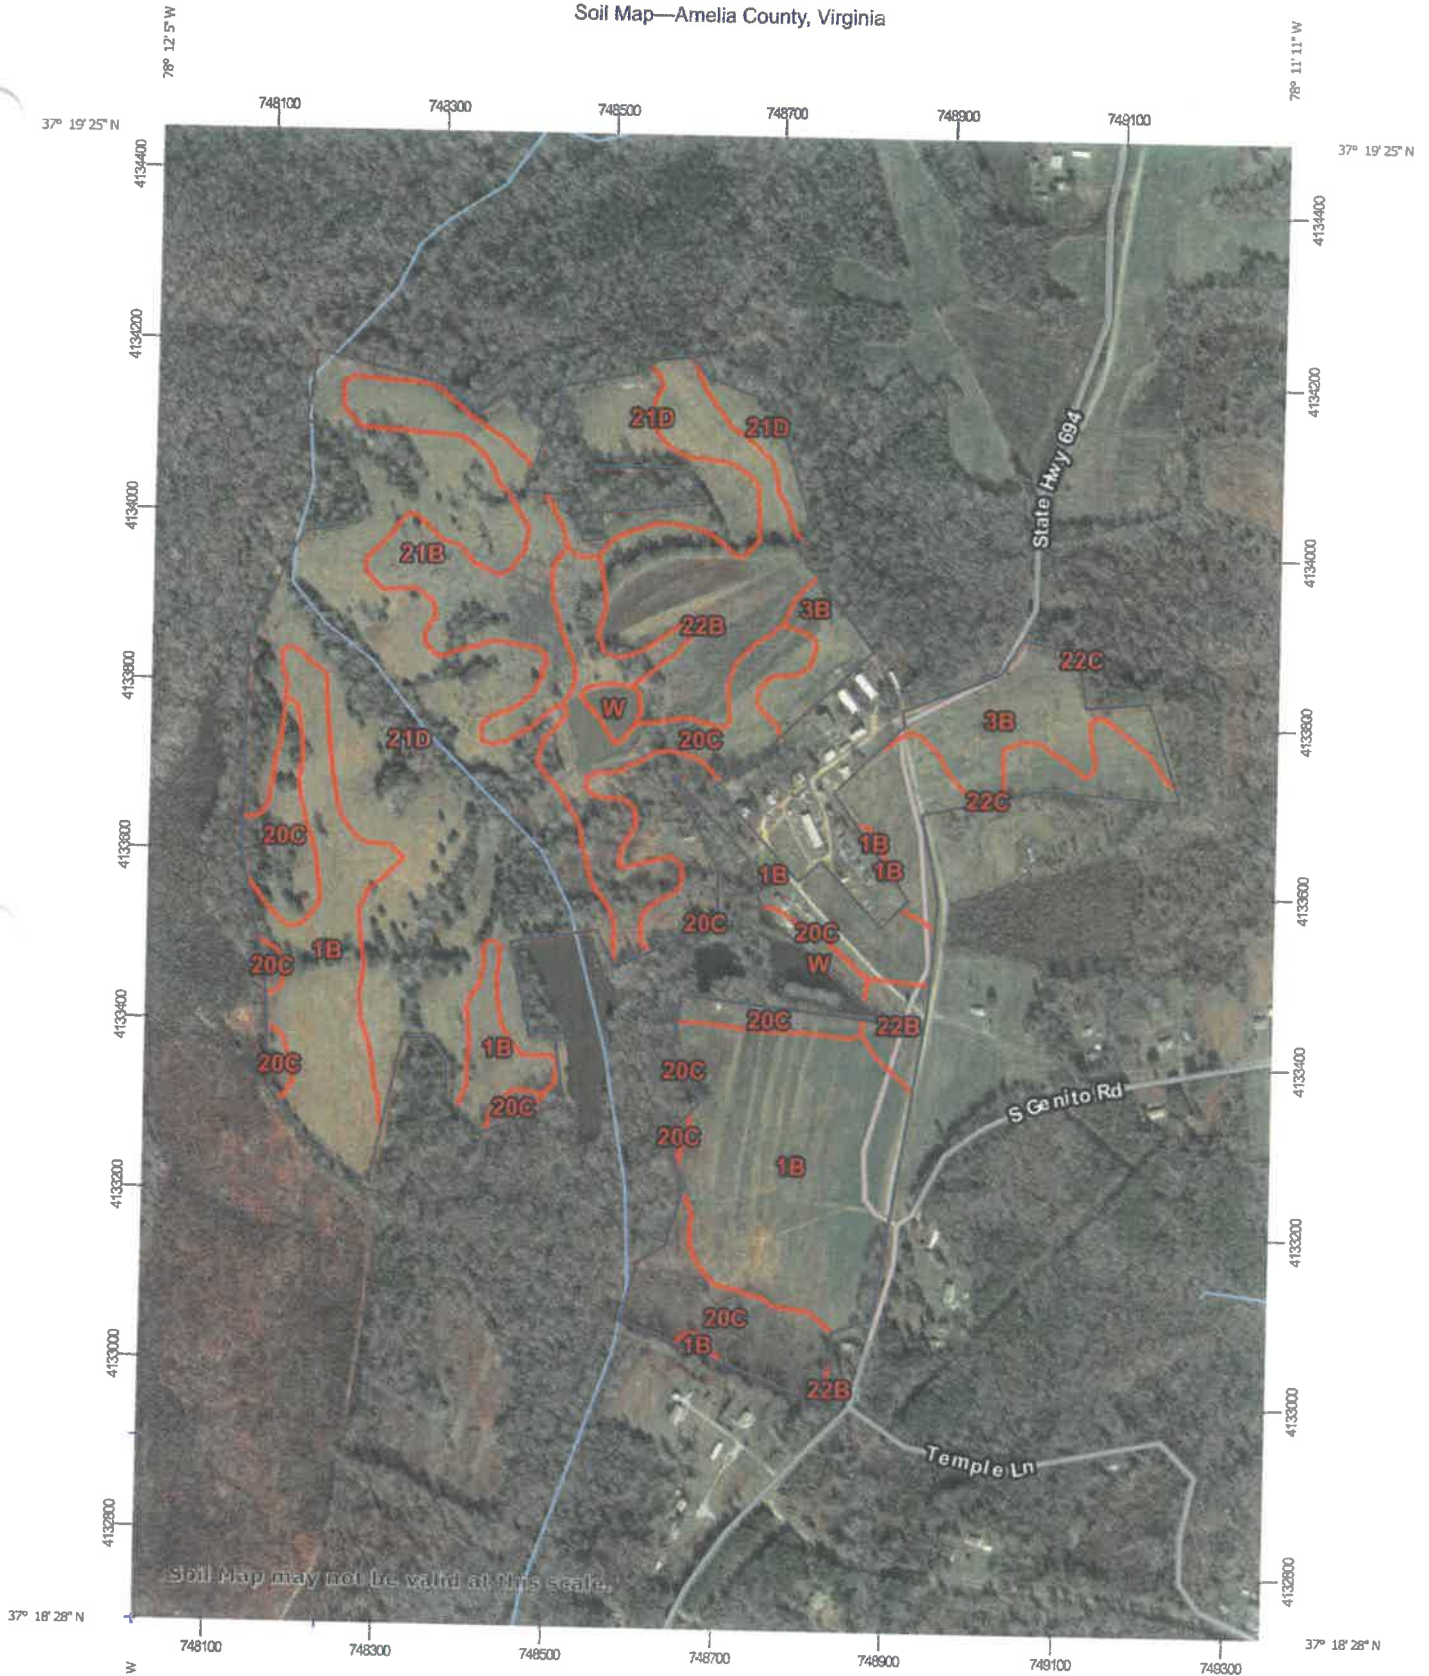 Soil Map—Amelia County, Virginia
78° 12' 5" W
78° 11' 11" W
748100
748300
748500
748700
748900
749100
37° 19' 25" N
37° 19' 25" N
4134400
4134400
4134200
4134200
21D
21D
State Hwy 694
4134000
4134000
21B
3B
22B
22C
4133800
W
3B
4133800
21D
20C
22C
20C
4133600
1B
1B
1B
4133600
20C
20C
1B
20C
W
4133400
20C
22B
1B
20C
20C
4133400
20C
S Genito Rd
20C
1B
4133200
4133200
20C
1B
4133000
22B
4133000
Temple Ln
4132800
Soil Map may not be valid at this scale.
4132800
37° 18' 28" N
37° 18' 28" N
748100
748300
748500
748700
748900
749100
749300
W